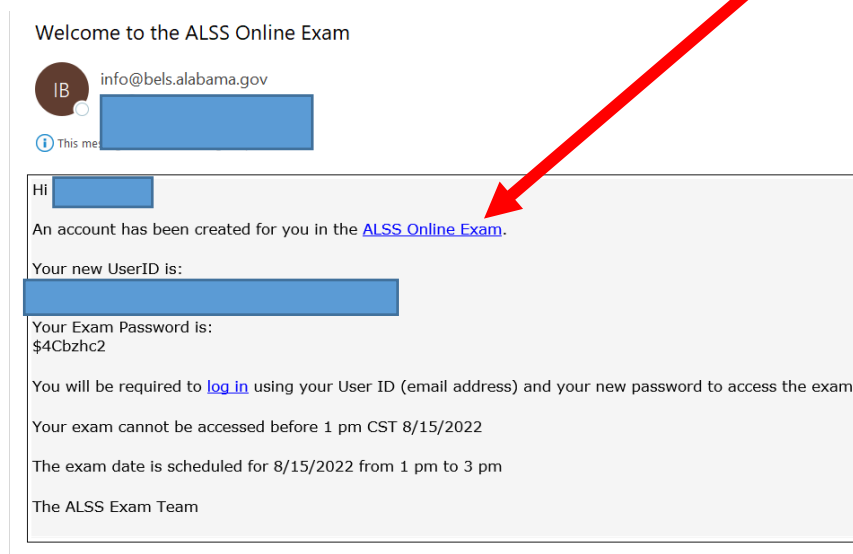 Welcome to the ALSS Online Exam
IB
info@bels.alabama.gov
This
Hi
An account has been created for you in the ALSS Online Exam.
Your new UserID is:
Your Exam Password is:
$4Cbzhc2
You will be required to log in using your User ID (email address) and your new password to access the exam
Your exam cannot be accessed before 1 pm CST 8/15/2022
The exam date is scheduled for 8/15/2022 from 1 pm to 3 pm
The ALSS Exam Team